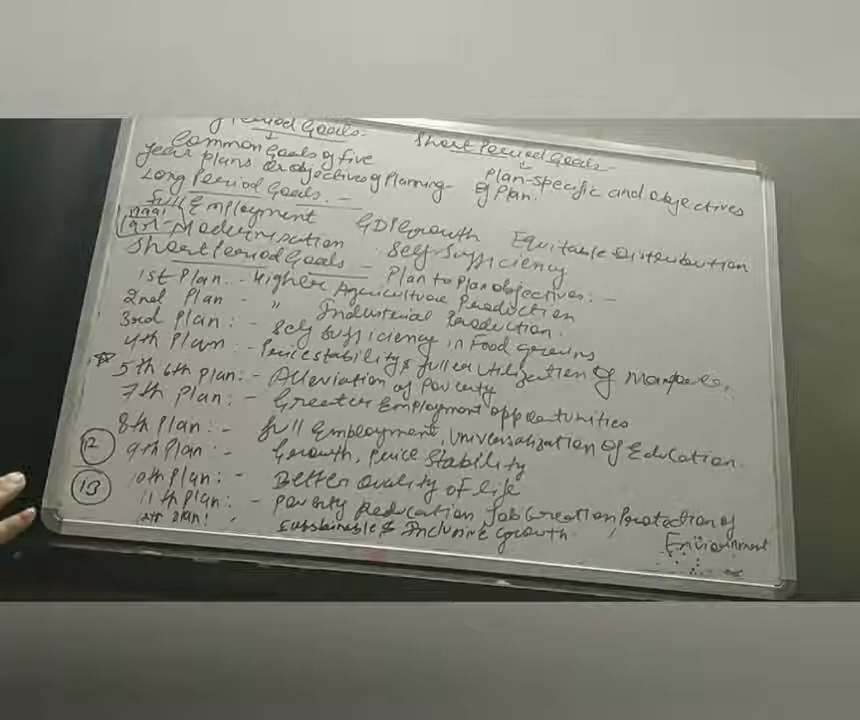 Period Goals:- Short Period Goals
Common Goals of five Plan-specific and objectives
Year plans or objectives of Planning of Plan.
Long Period Goals. -
Full Employment GDP Growth Equitable Distribution
Modernisation Self Sufficiency
Short Period Goals - Plan to Plan objectives: -
1st Plan. - Higher Agriculture Production
2nd Plan - " Industrial Production.
3rd Plan: - Self Sufficiency in Food grains
4th Plan - Price stability & fuller Utilization of Manpower.
5th 6th Plan: - Alleviation of Poverty
7th Plan: - Greater Employment opportunities
8th Plan: - full Employment, Universalization of Education.
12 9th Plan: - Growth, Price Stability
10th Plan: - Better Quality of life
13 11th Plan: - Poverty Reducation Job Creation Protection of
Environment
Plan: Sustainable & Inclusive Growth.